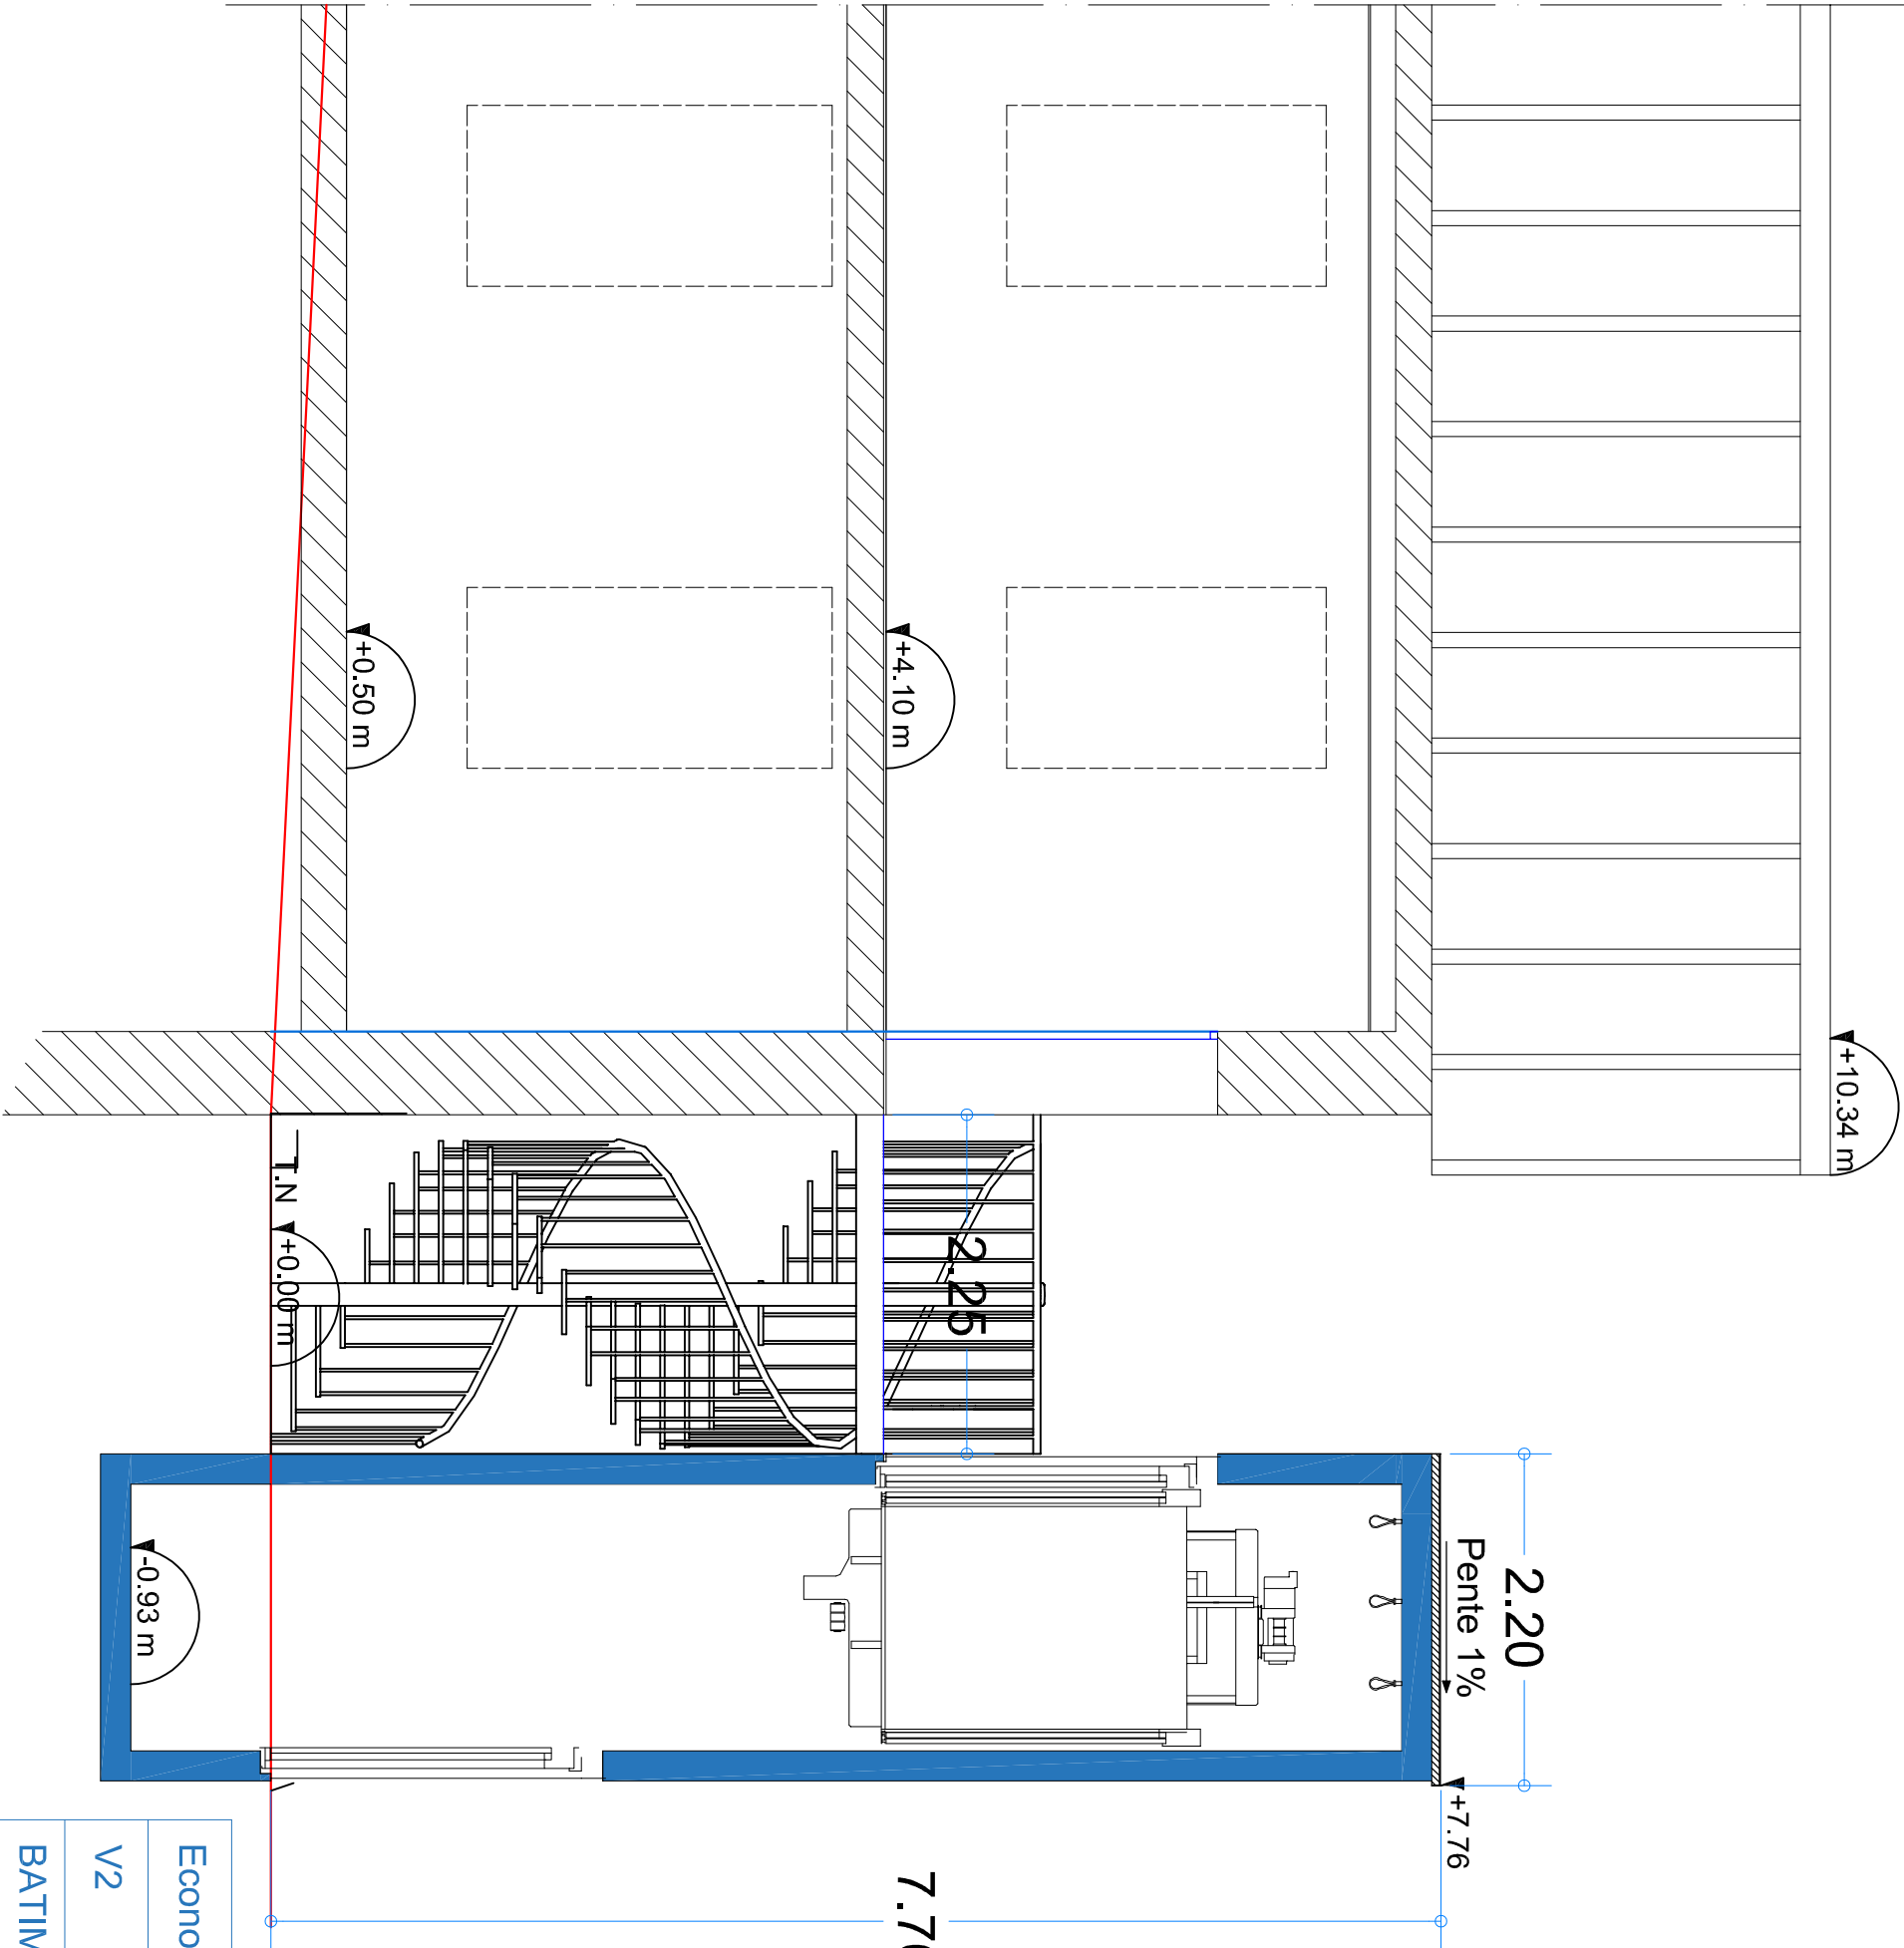 +10.34 m
+4.10 m
+0.50 m
2.25
T.N
+0.00 m
2.20
Pente 1%
-0.93 m
+7.76
Econo
V2
BATIM